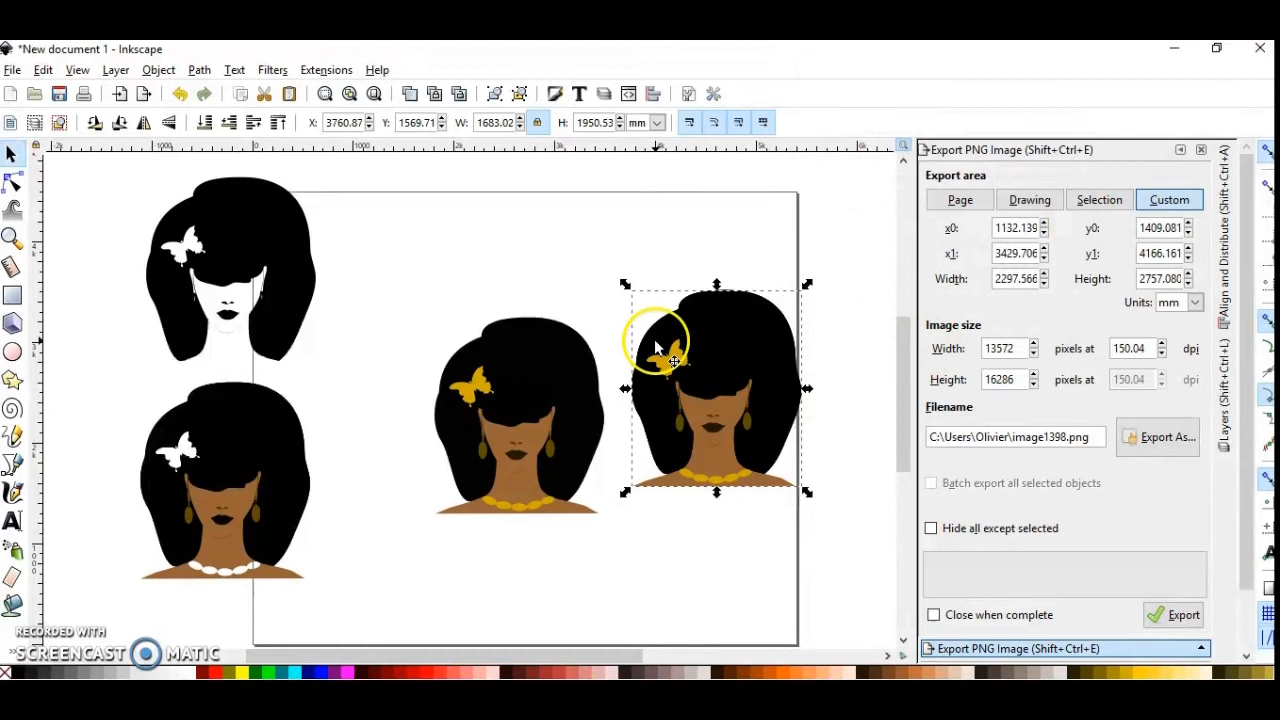 *New document 1 - Inkscape
File Edit View Layer Object Path Text Filters Extensions Help
X: 3760.87 Y: 1569.71 W: 1683.02 H: 1950.53 mm
Export PNG Image (Shift+Ctrl+E)
Export area
Page Drawing Selection Custom
x0: 1132.139 y0: 1409.081
x1: 3429.706 y1: 4166.161
Width: 2297.566 Height: 2757.080
Units: mm
Image size
Width: 13572 pixels at 150.04 dpi
Height: 16286 pixels at 150.04 dpi
Filename
C:\Users\Olivier\image1398.png Export As...
Batch export all selected objects
Hide all except selected
Close when complete Export
Export PNG Image (Shift+Ctrl+E)
Align and Distribute (Shift+Ctrl+A)
Layers (Shift+Ctrl+L)
RECORDED WITH
SCREENCAST MATIC